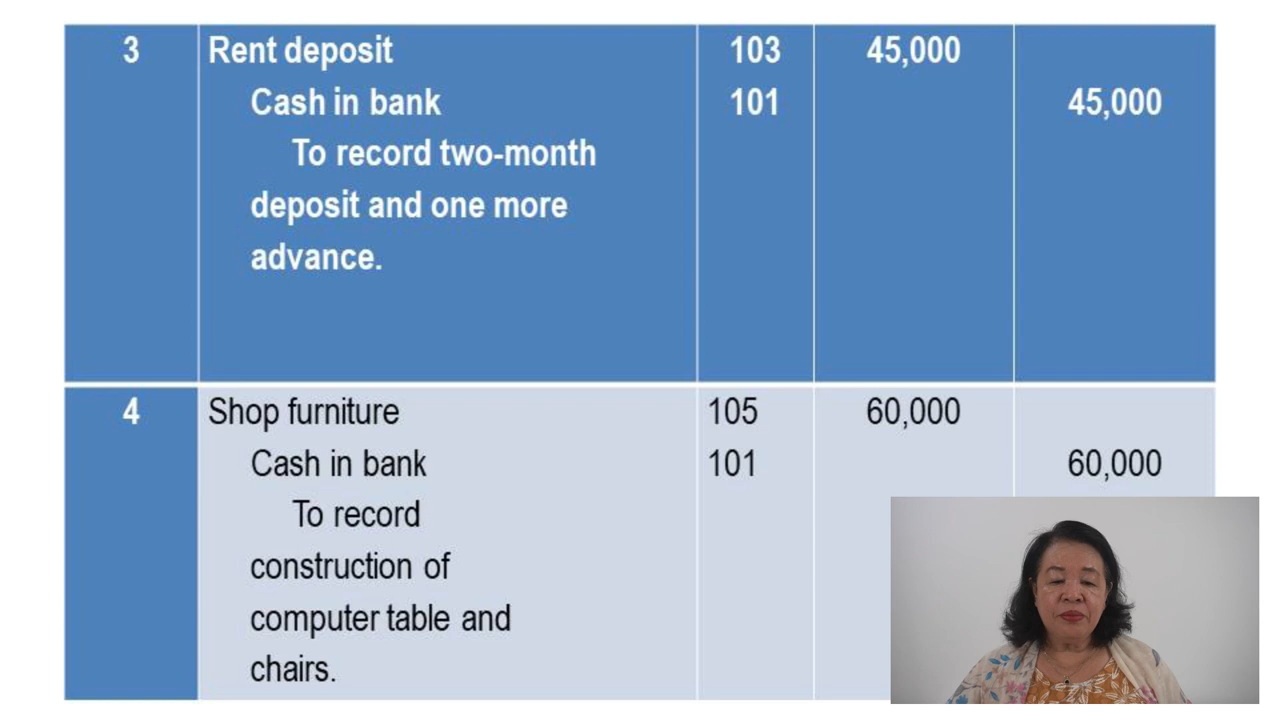 3 Rent deposit 103 45,000
Cash in bank 101 45,000
To record two-month
deposit and one more
advance.
4 Shop furniture 105 60,000
Cash in bank 101 60,000
To record
construction of
computer table and
chairs.